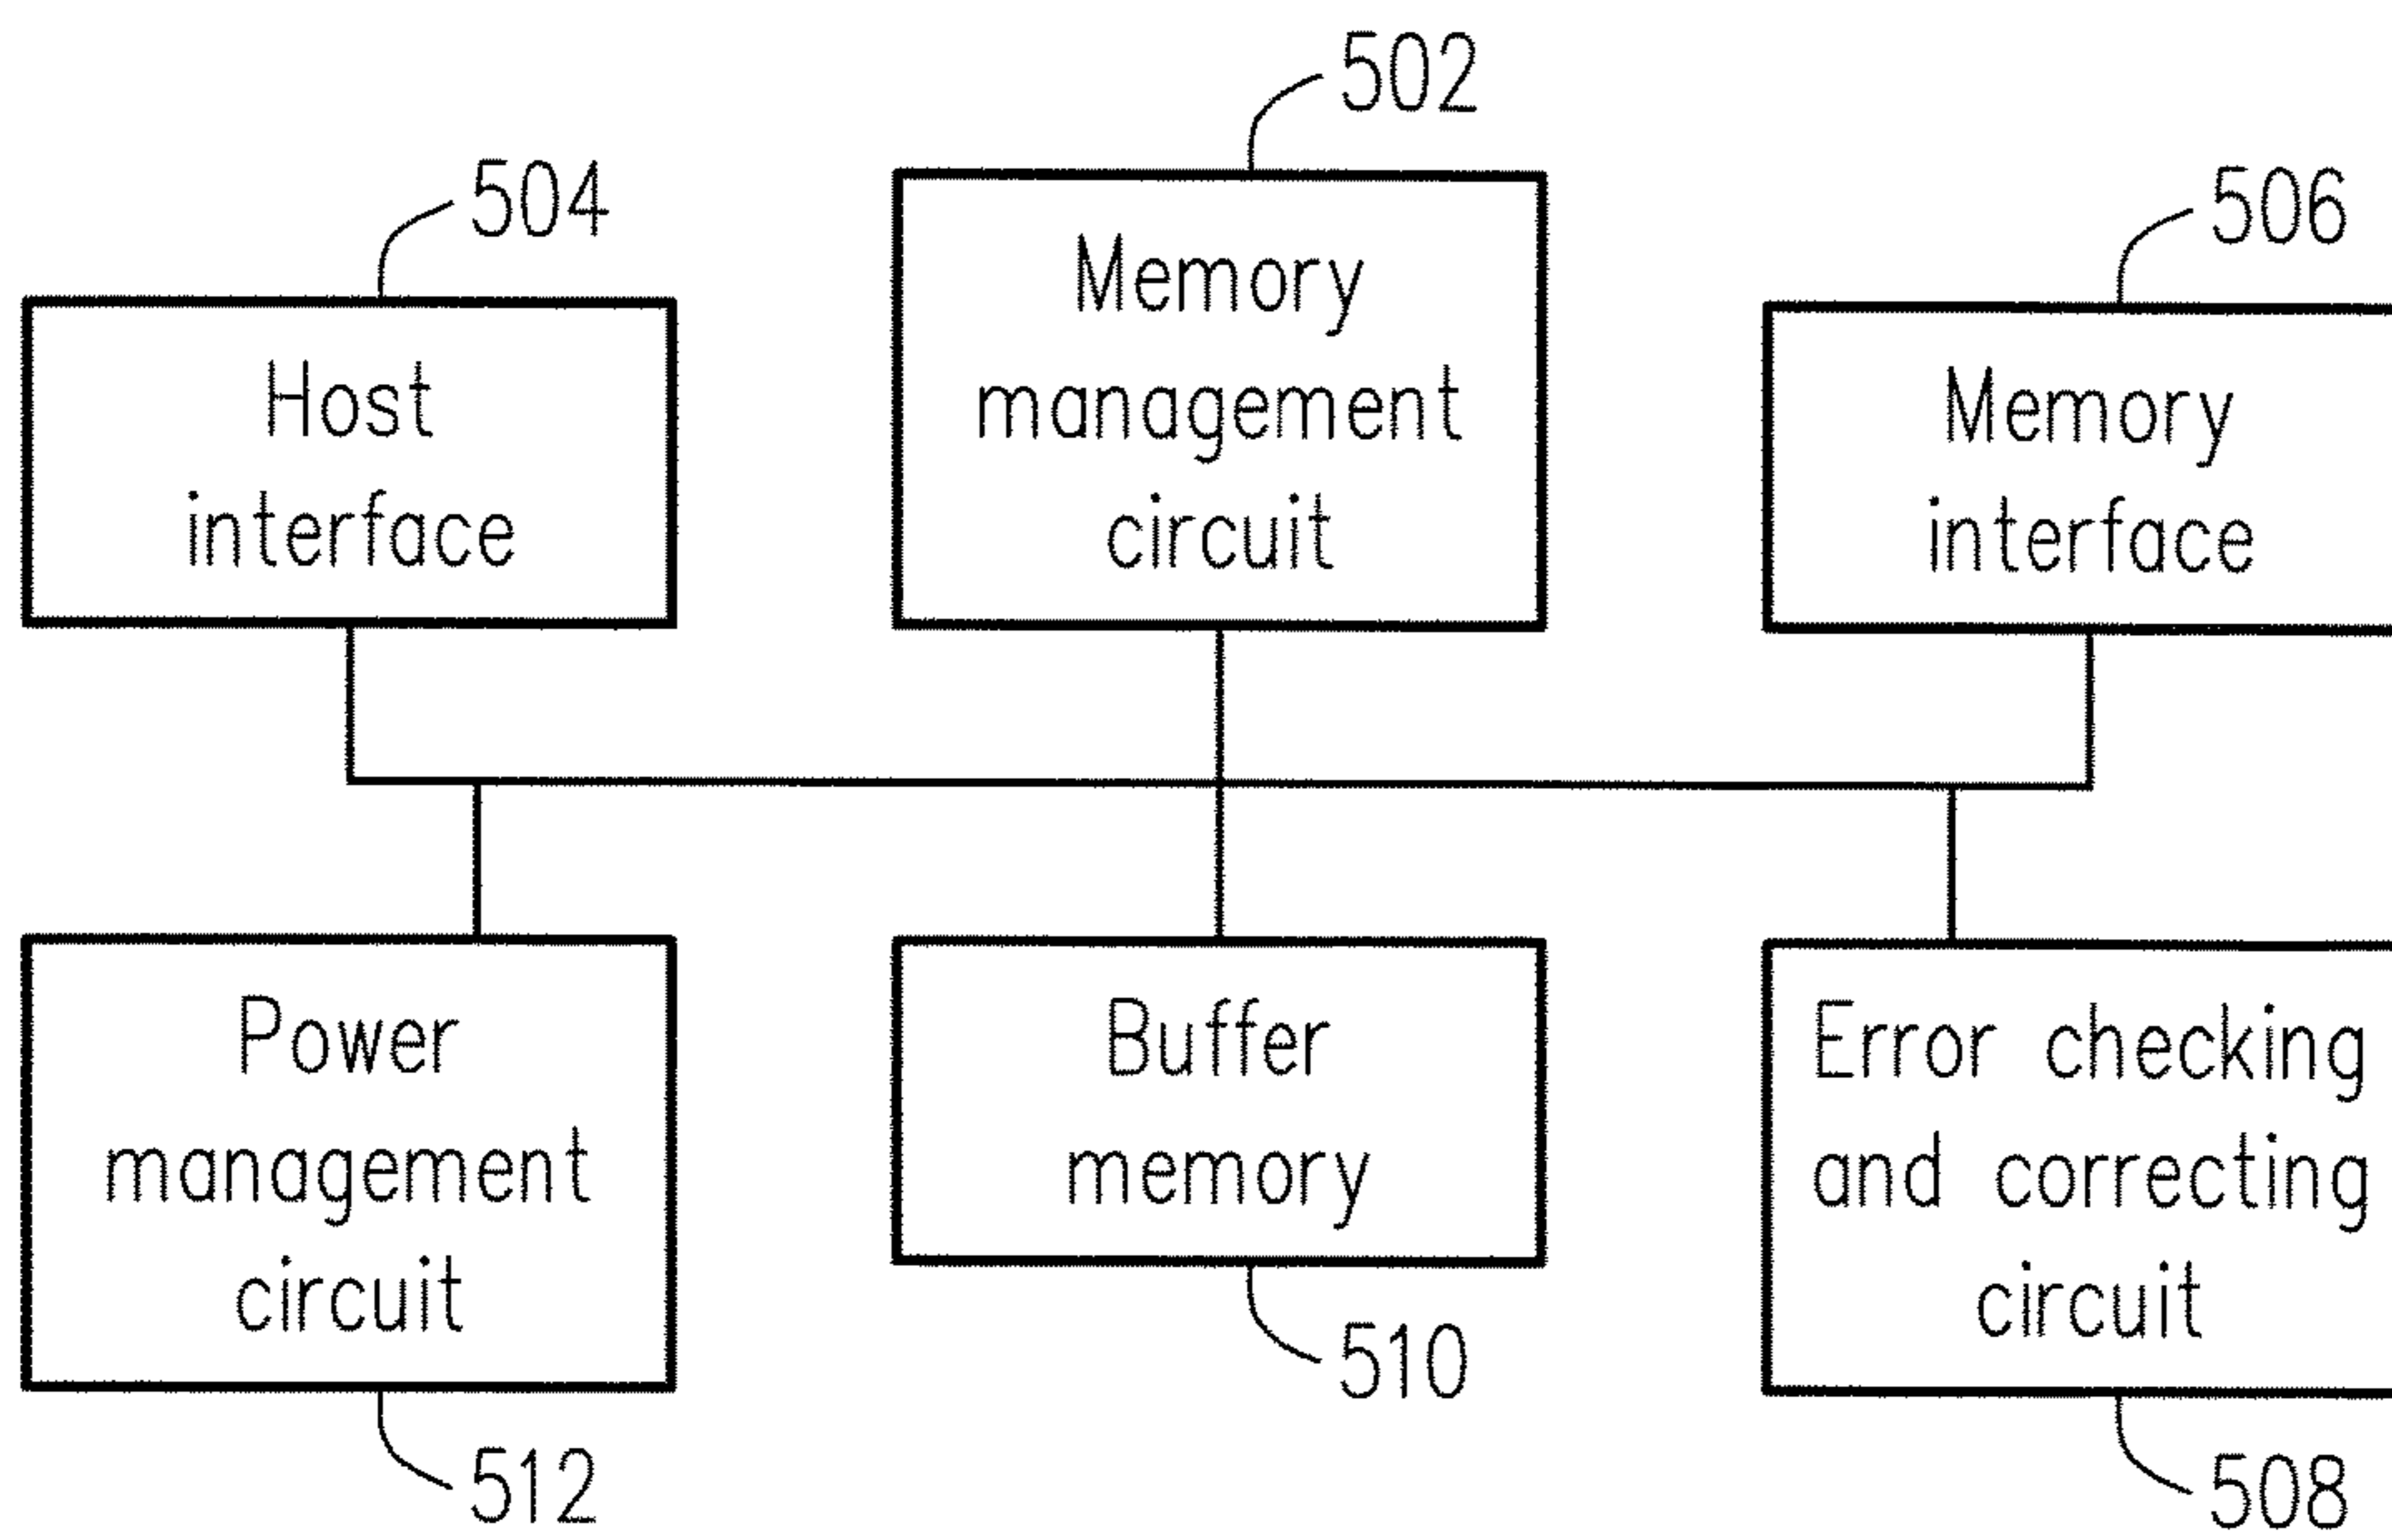 502
504
506
Memory
management
circuit
Host
interface
Memory
interface
Power
management
circuit
Buffer
memory
Error checking
and correcting
circuit
510
512
508